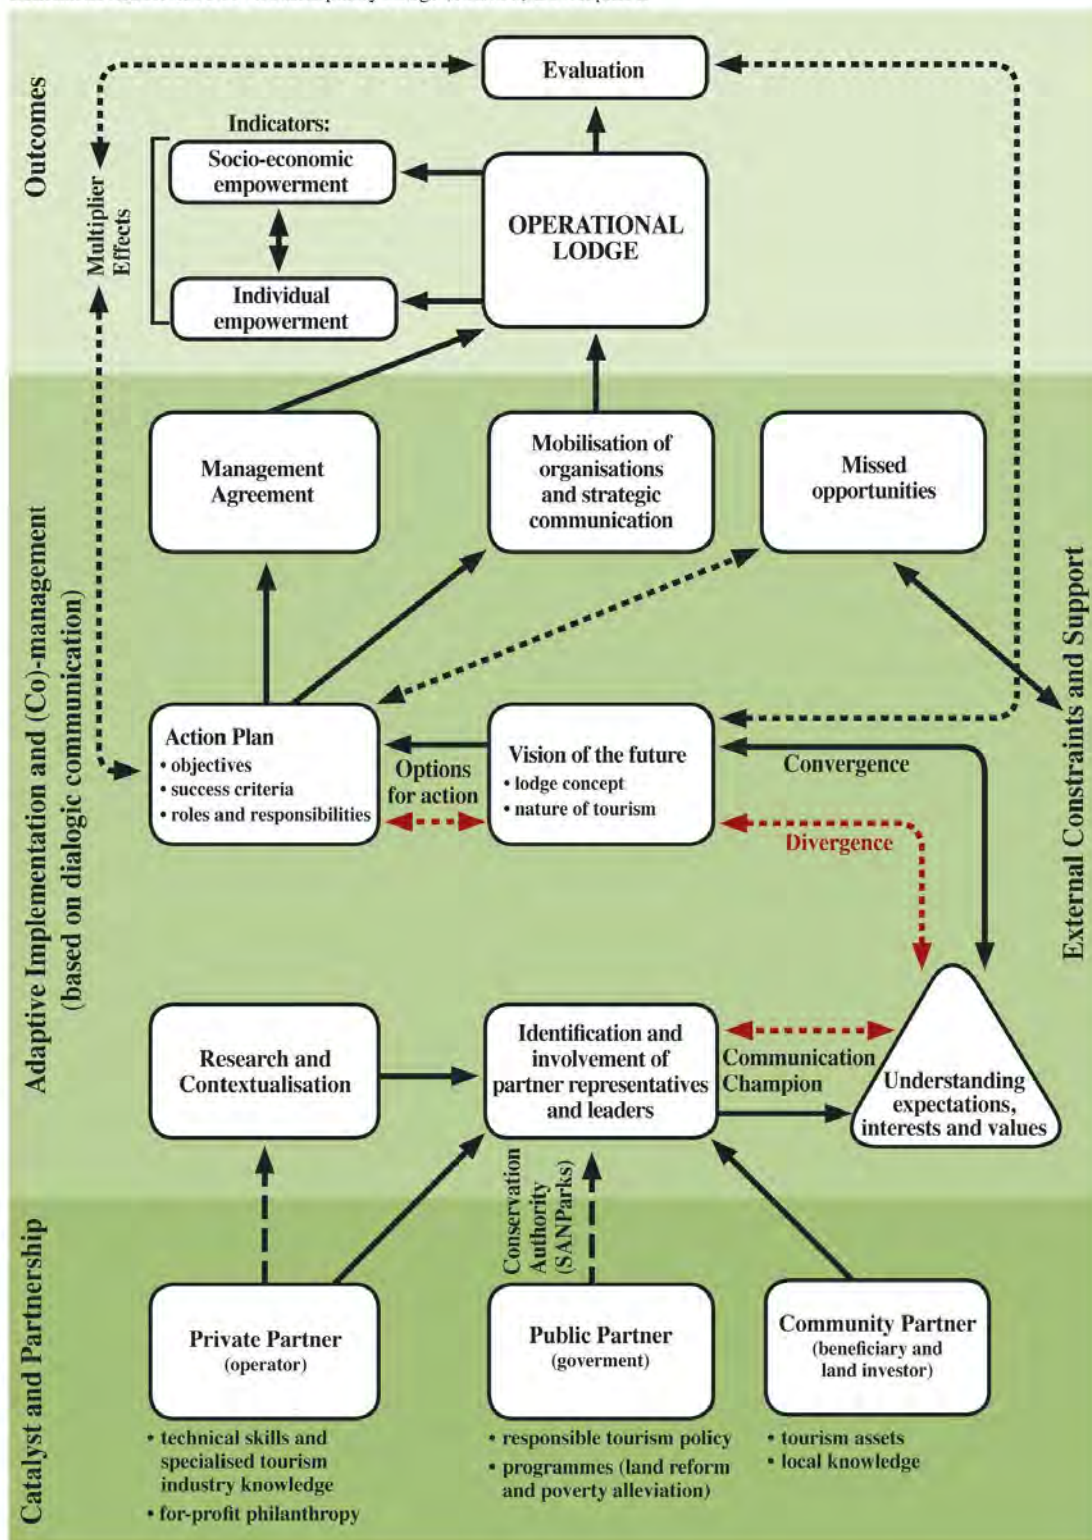 Outcomes
Evaluation
Indicators:
Socio-economic
empowerment
Multiplier
Effects
OPERATIONAL
LODGE
Individual
empowerment
Adaptive Implementation and (Co)-management
(based on dialogic communication)
Management
Agreement
Mobilisation of
organisations
and strategic
communication
Missed
opportunities
External Constraints and Support
Action Plan
• objectives
• success criteria
• roles and responsibilities
Options
for action
Vision of the future
• lodge concept
• nature of tourism
Convergence
Divergence
Research and
Contextualisation
Identification and
involvement of
partner representatives
and leaders
Communication
Champion
Understanding
expectations,
interests and values
Conservation
Authority
(SANParks)
Catalyst and Partnership
Private Partner
(operator)
Public Partner
(goverment)
Community Partner
(beneficiary and
land investor)
• technical skills and
specialised tourism
industry knowledge
• for-profit philanthropy
• responsible tourism policy
• programmes (land reform
and poverty alleviation)
• tourism assets
• local knowledge